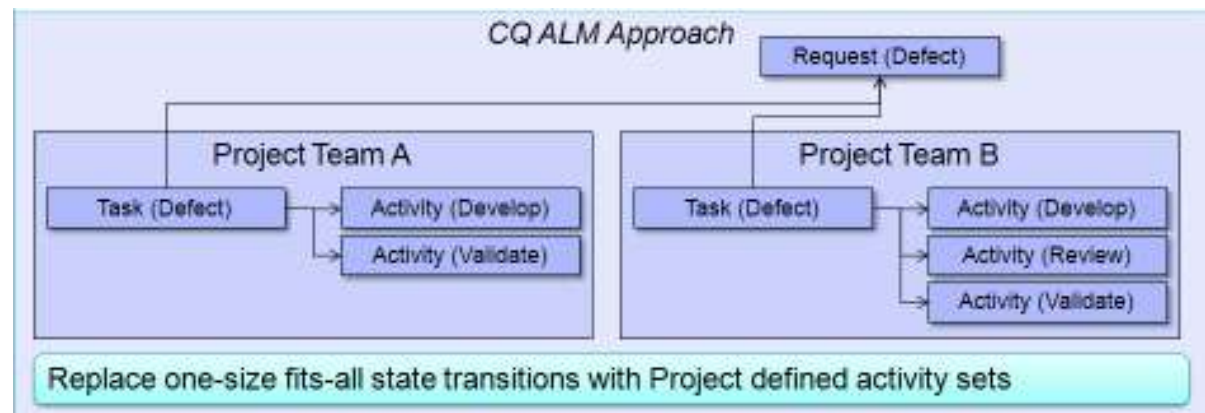 CQ ALM Approach
Request (Defect)
Project Team A
Task (Defect)
Activity (Develop)
Activity (Validate)
Project Team B
Task (Defect)
Activity (Develop)
Activity (Review)
Activity (Validate)
Replace one-size fits-all state transitions with Project defined activity sets